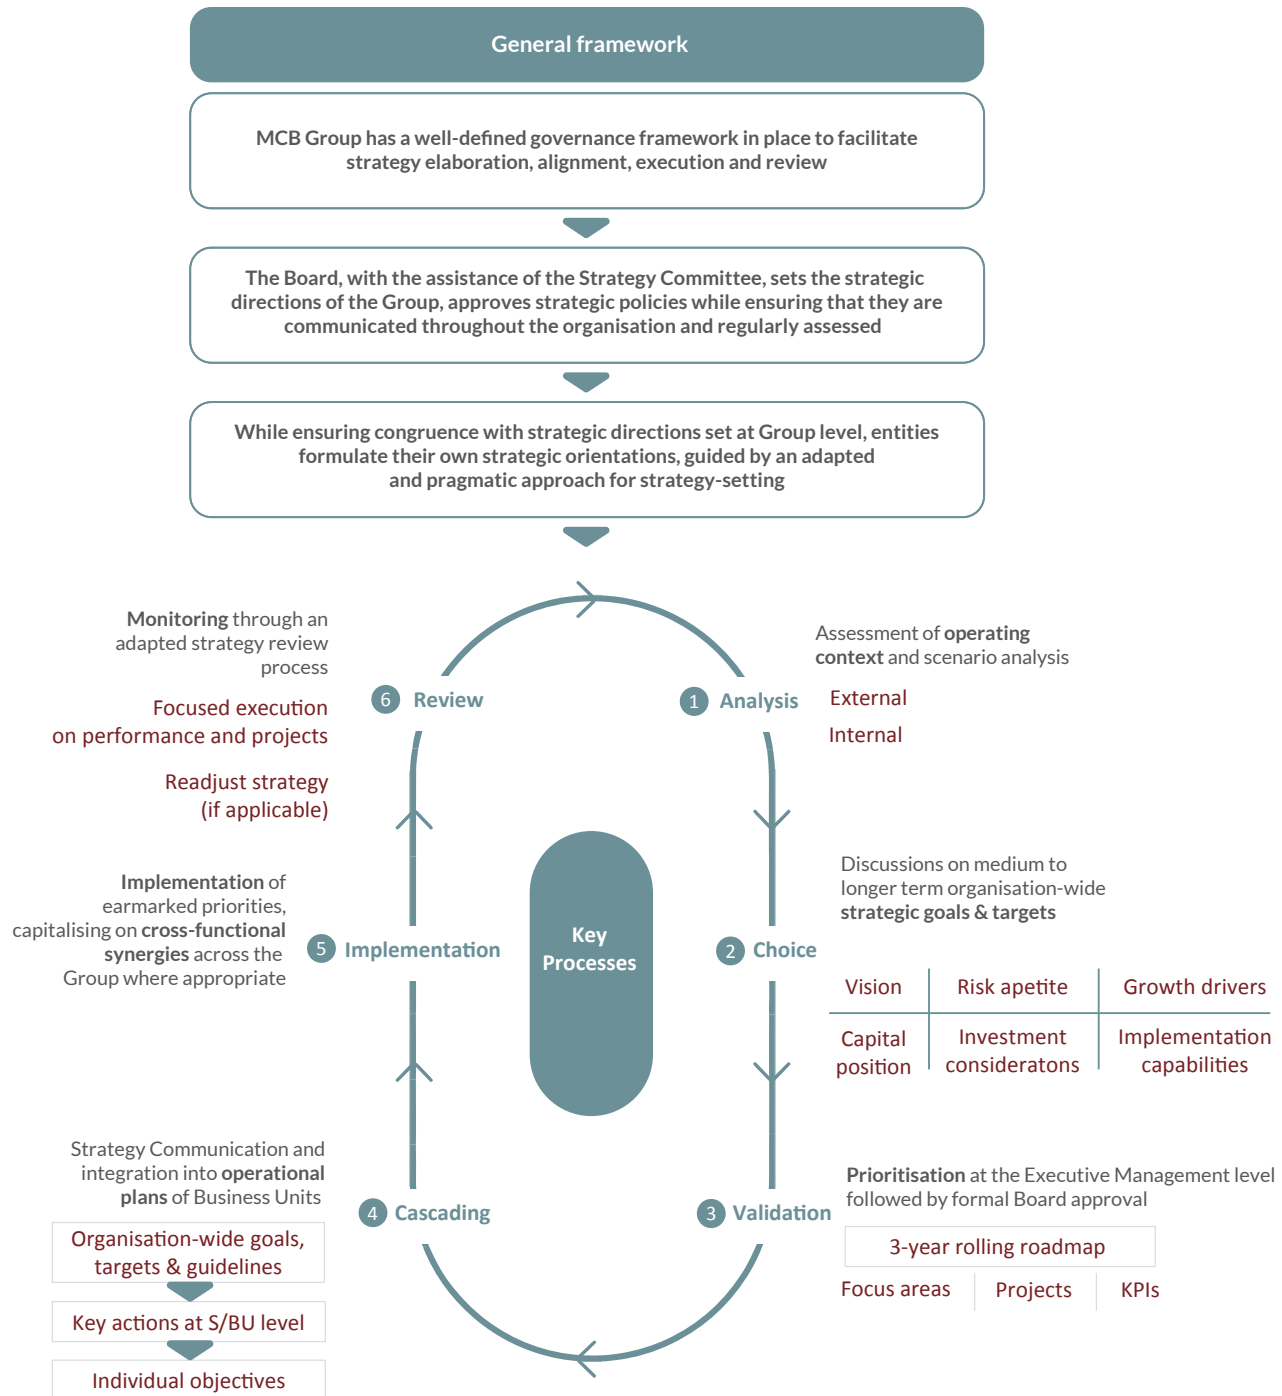 General framework
MCB Group has a well-defined governance framework in place to facilitate
strategy elaboration, alignment, execution and review
The Board, with the assistance of the Strategy Committee, sets the strategic
directions of the Group, approves strategic policies while ensuring that they are
communicated throughout the organisation and regularly assessed
While ensuring congruence with strategic directions set at Group level, entities
formulate their own strategic orientations, guided by an adapted
and pragmatic approach for strategy-setting
Key
Processes
1 Analysis
Assessment of operating
context and scenario analysis
External
Internal
2 Choice
Discussions on medium to
longer term organisation-wide
strategic goals & targets
Vision
Risk apetite
Growth drivers
Capital
position
Investment
consideratons
Implementation
capabilities
3 Validation
Prioritisation at the Executive Management level
followed by formal Board approval
3-year rolling roadmap
Focus areas
Projects
KPIs
4 Cascading
Strategy Communication and
integration into operational
plans of Business Units
Organisation-wide goals,
targets & guidelines
Key actions at S/BU level
Individual objectives
5 Implementation
Implementation of
earmarked priorities,
capitalising on cross-functional
synergies across the
Group where appropriate
6 Review
Monitoring through an
adapted strategy review
process
Focused execution
on performance and projects
Readjust strategy
(if applicable)